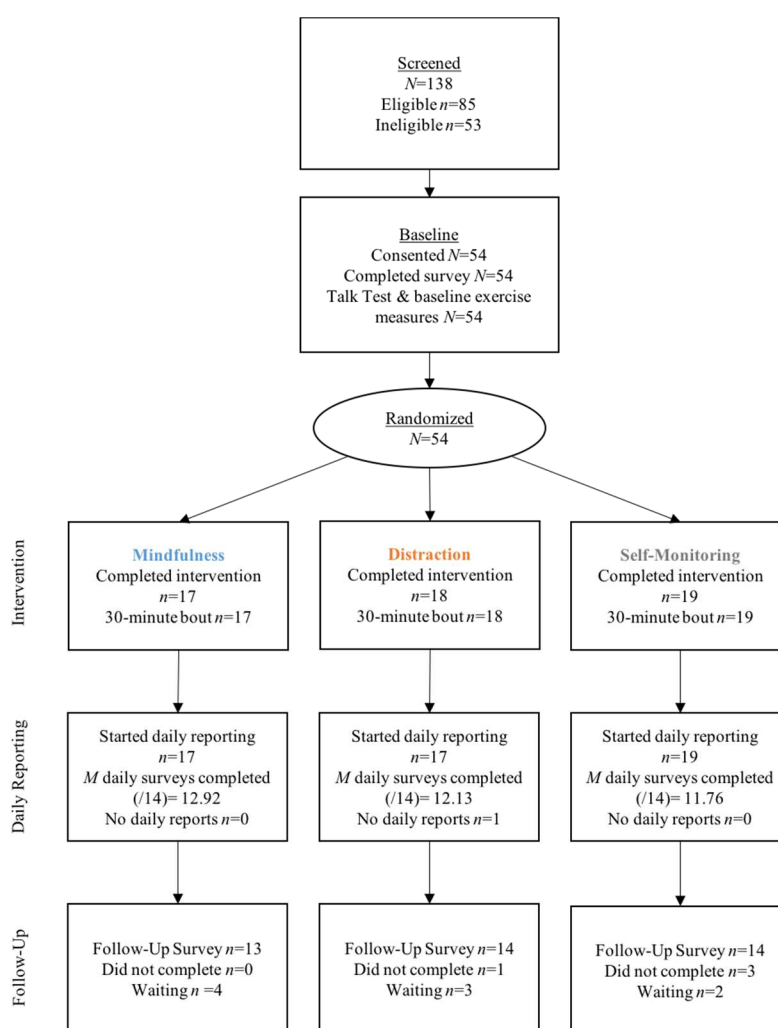 Screened
N=138
Eligible n=85
Ineligible n=53
Baseline
Consented N=54
Completed survey N=54
Talk Test & baseline exercise
measures N=54
Randomized
N=54
Intervention
Mindfulness
Completed intervention
n=17
30-minute bout n=17
Distraction
Completed intervention
n=18
30-minute bout n=18
Self-Monitoring
Completed intervention
n=19
30-minute bout n=19
Daily Reporting
Started daily reporting
n=17
M daily surveys completed
(/14)= 12.92
No daily reports n=0
Started daily reporting
n=17
M daily surveys completed
(/14)= 12.13
No daily reports n=1
Started daily reporting
n=19
M daily surveys completed
(/14)= 11.76
No daily reports n=0
Follow-Up
Follow-Up Survey n=13
Did not complete n=0
Waiting n =4
Follow-Up Survey n=14
Did not complete n=1
Waiting n=3
Follow-Up Survey n=14
Did not complete n=3
Waiting n=2